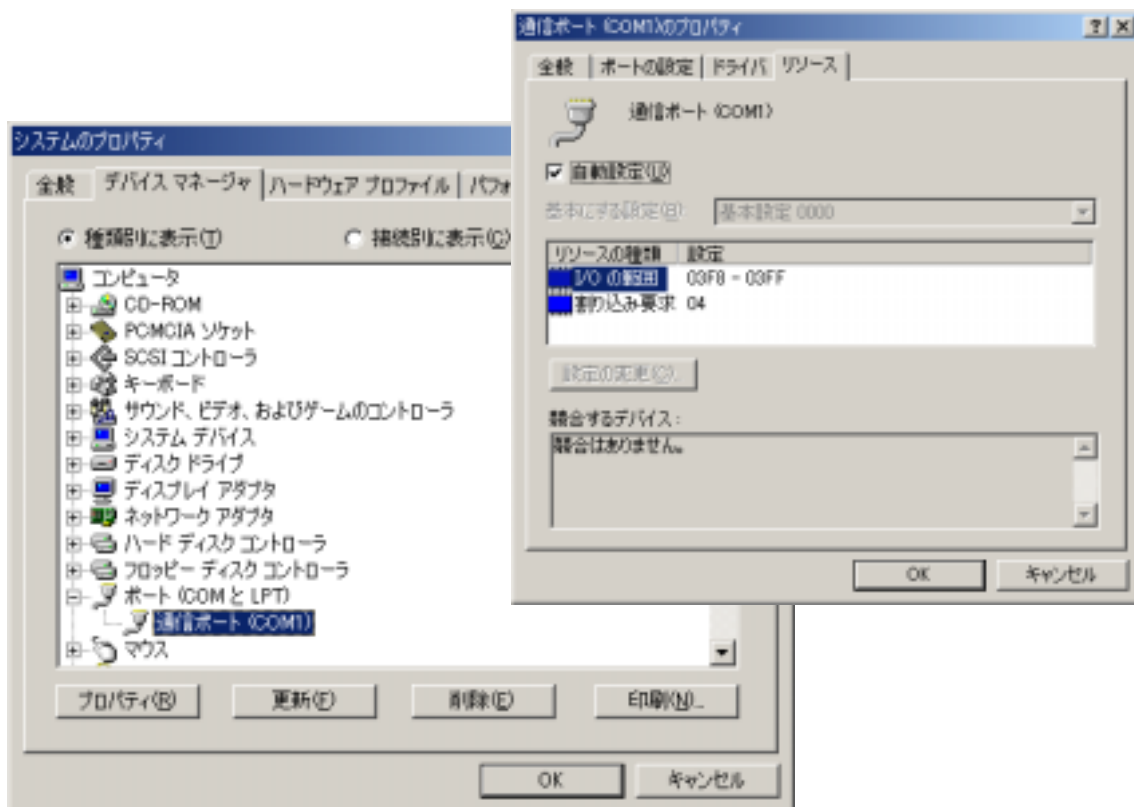 通信ポート (COM1)のプロパティ
全般 ポートの設定 ドライバ リソース
通信ポート (COM1)
自動設定(U)
基本にする設定(B): 基本設定 0000
リソースの種類 設定
I/O の範囲 03F8 - 03FF
割り込み要求 04
設定の変更(C)...
競合するデバイス:
競合はありません。
OK キャンセル
システムのプロパティ
全般 デバイス マネージャ ハードウェア プロファイル パフォ
種類別に表示(T) 接続別に表示(C)
コンピュータ
CD-ROM
PCMCIA ソケット
SCSI コントローラ
キーボード
サウンド、ビデオ、およびゲームのコントローラ
システム デバイス
ディスク ドライブ
ディスプレイ アダプタ
ネットワーク アダプタ
ハード ディスク コントローラ
フロッピー ディスク コントローラ
ポート (COM と LPT)
通信ポート (COM1)
マウス
プロパティ(R) 更新(F) 削除(E) 印刷(N)...
OK キャンセル